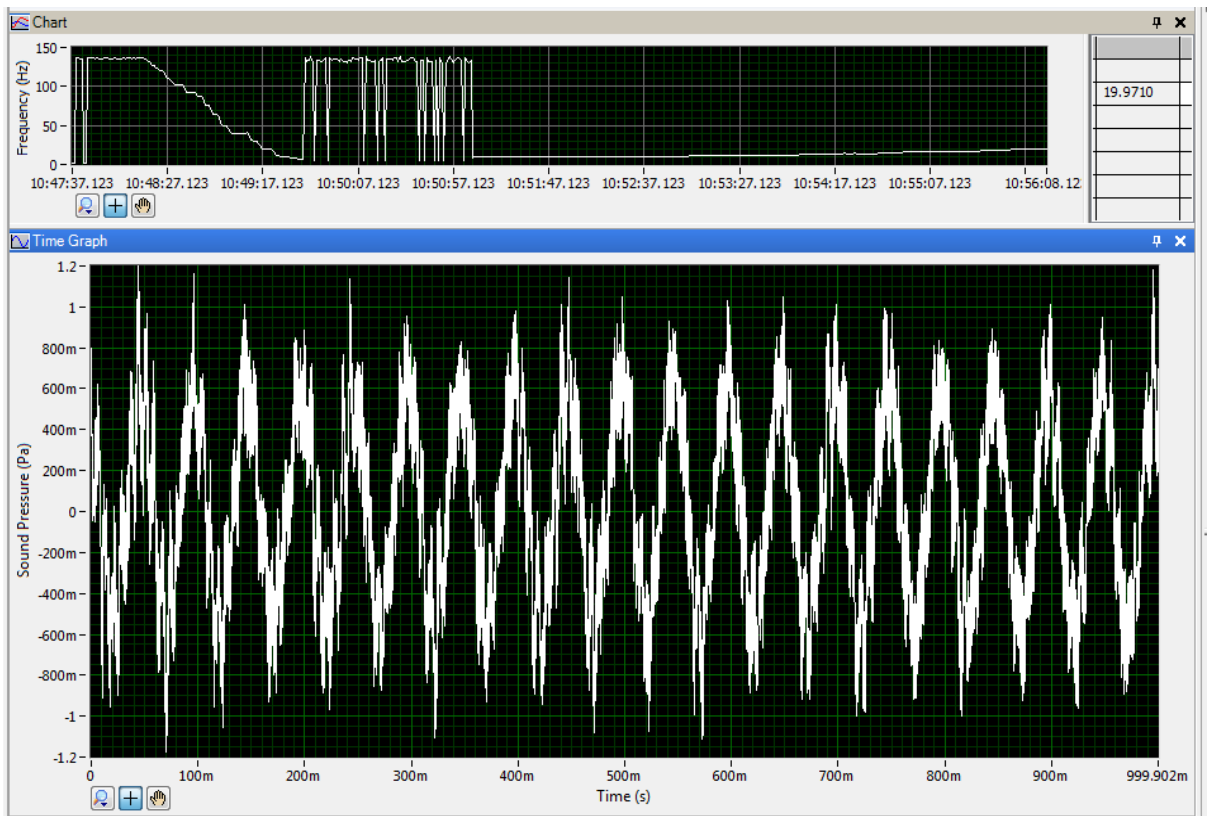 Chart
150
100
50
0
Frequency (Hz)
10:47:37.123 10:48:27.123 10:49:17.123 10:50:07.123 10:50:57.123 10:51:47.123 10:52:37.123 10:53:27.123 10:54:17.123 10:55:07.123 10:56:08.12
19.9710
Time Graph
1.2
1
800m
600m
400m
200m
0
-200m
-400m
-600m
-800m
-1
-1.2
Sound Pressure (Pa)
0 100m 200m 300m 400m 500m 600m 700m 800m 900m 999.902m
Time (s)